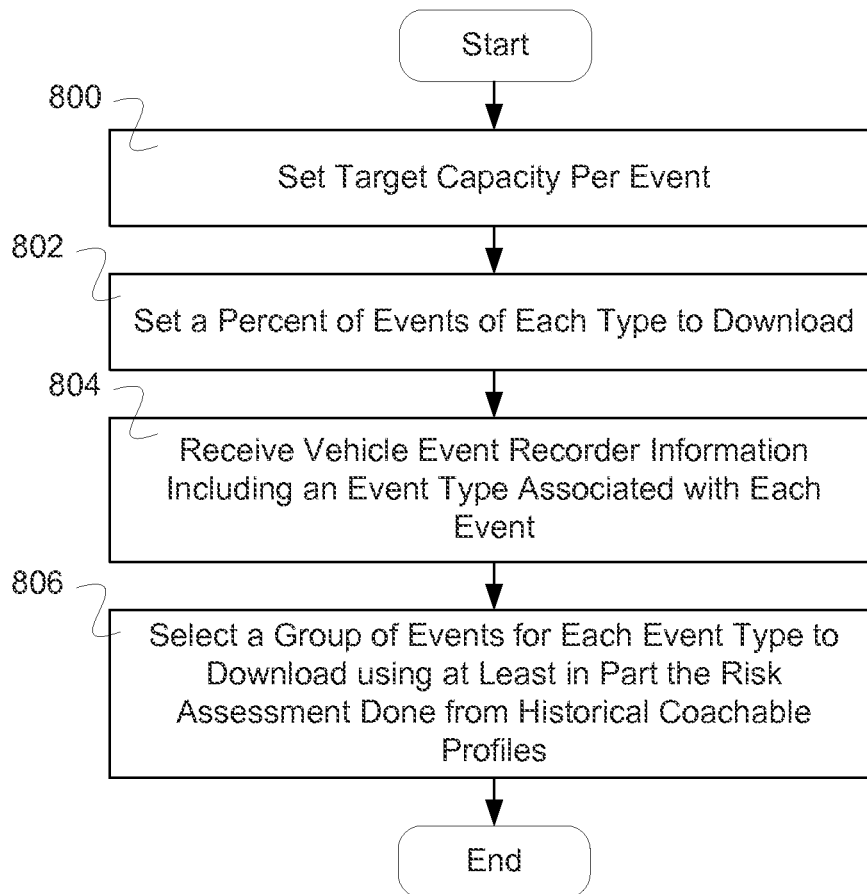 Start
800
Set Target Capacity Per Event
802
Set a Percent of Events of Each Type to Download
804
Receive Vehicle Event Recorder Information
Including an Event Type Associated with Each
Event
806
Select a Group of Events for Each Event Type to
Download using at Least in Part the Risk
Assessment Done from Historical Coachable
Profiles
End